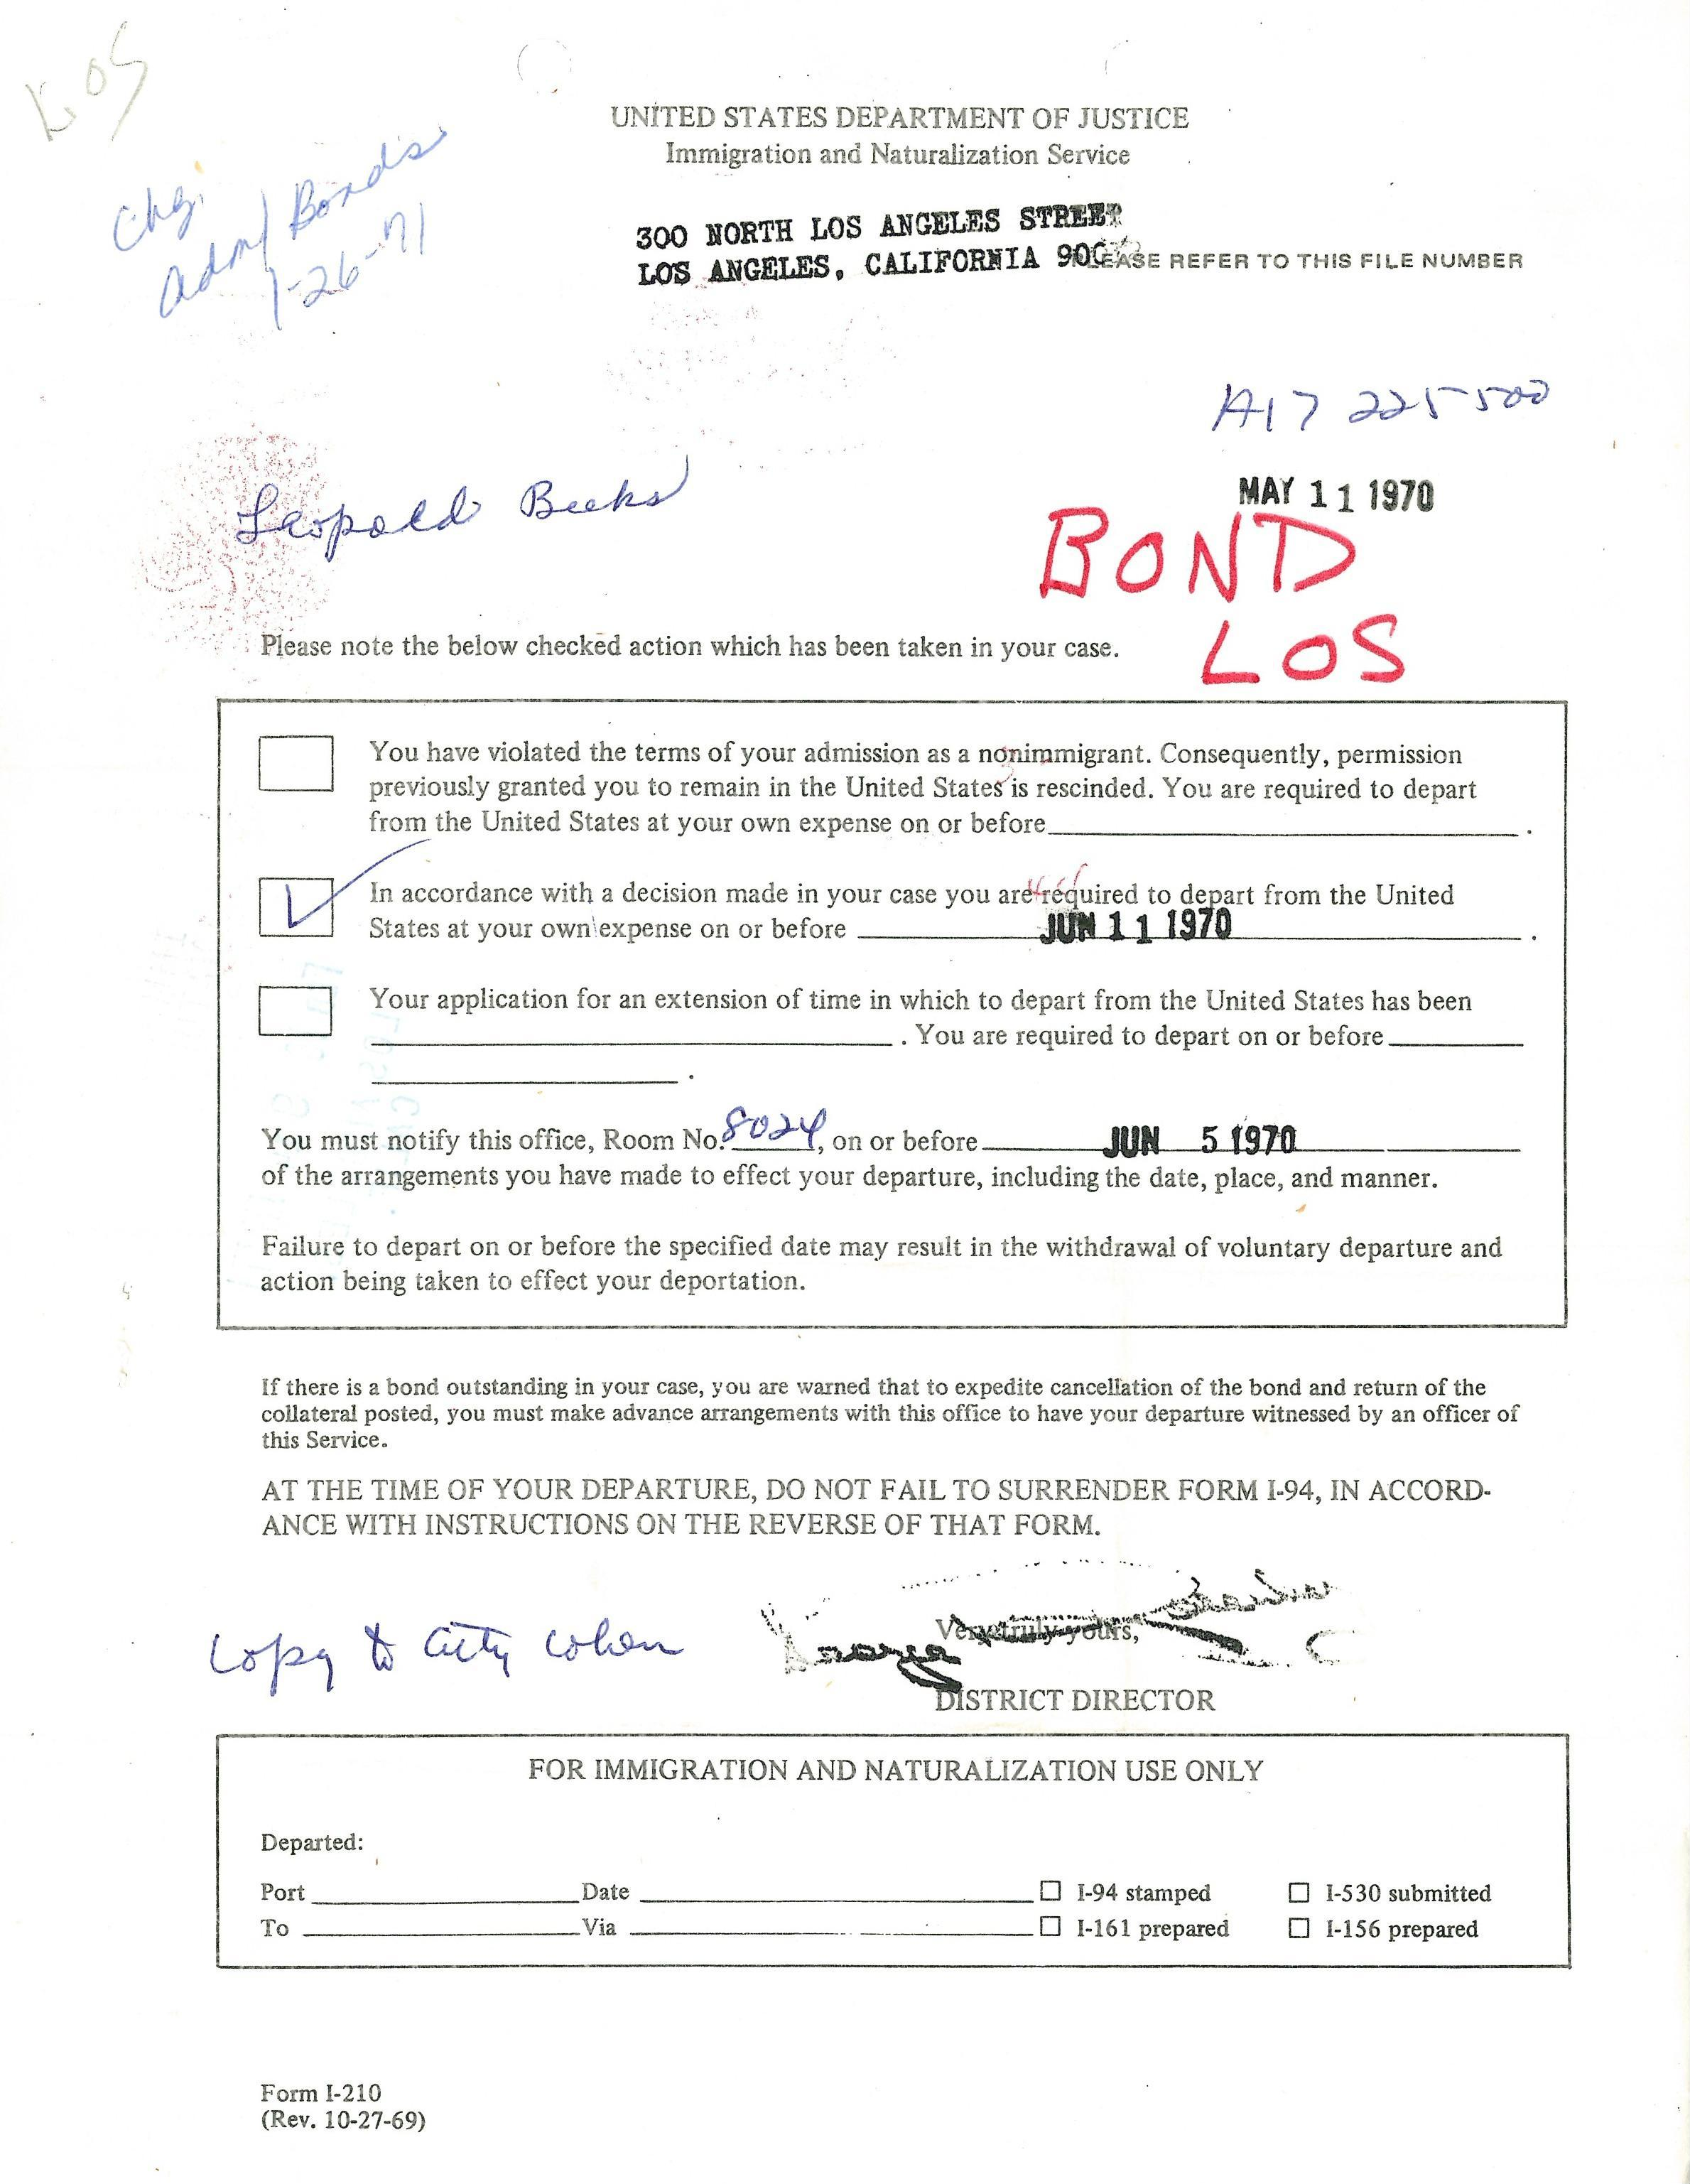 LOS
Chg.
Adm/Bonds
1-26-71
UNITED STATES DEPARTMENT OF JUSTICE
Immigration and Naturalization Service
300 NORTH LOS ANGELES STREET
LOS ANGELES, CALIFORNIA 900
EASE REFER TO THIS FILE NUMBER
A17 225 500
MAY 11 1970
Leopold Beeks
BOND
LOS
Please note the below checked action which has been taken in your case.
You have violated the terms of your admission as a nonimmigrant. Consequently, permission
previously granted you to remain in the United States is rescinded. You are required to depart
from the United States at your own expense on or before .
In accordance with a decision made in your case you are required to depart from the United
States at your own expense on or before JUN 11 1970 .
Your application for an extension of time in which to depart from the United States has been
. You are required to depart on or before
.
You must notify this office, Room No. 8024, on or before JUN 5 1970
of the arrangements you have made to effect your departure, including the date, place, and manner.
Failure to depart on or before the specified date may result in the withdrawal of voluntary departure and
action being taken to effect your deportation.
If there is a bond outstanding in your case, you are warned that to expedite cancellation of the bond and return of the
collateral posted, you must make advance arrangements with this office to have your departure witnessed by an officer of
this Service.
AT THE TIME OF YOUR DEPARTURE, DO NOT FAIL TO SURRENDER FORM I-94, IN ACCORD-
ANCE WITH INSTRUCTIONS ON THE REVERSE OF THAT FORM.
Copy to Atty Cohen
Very truly yours,
DISTRICT DIRECTOR
FOR IMMIGRATION AND NATURALIZATION USE ONLY
Departed:
Port Date □ I-94 stamped □ I-530 submitted
To Via □ I-161 prepared □ I-156 prepared
Form I-210
(Rev. 10-27-69)